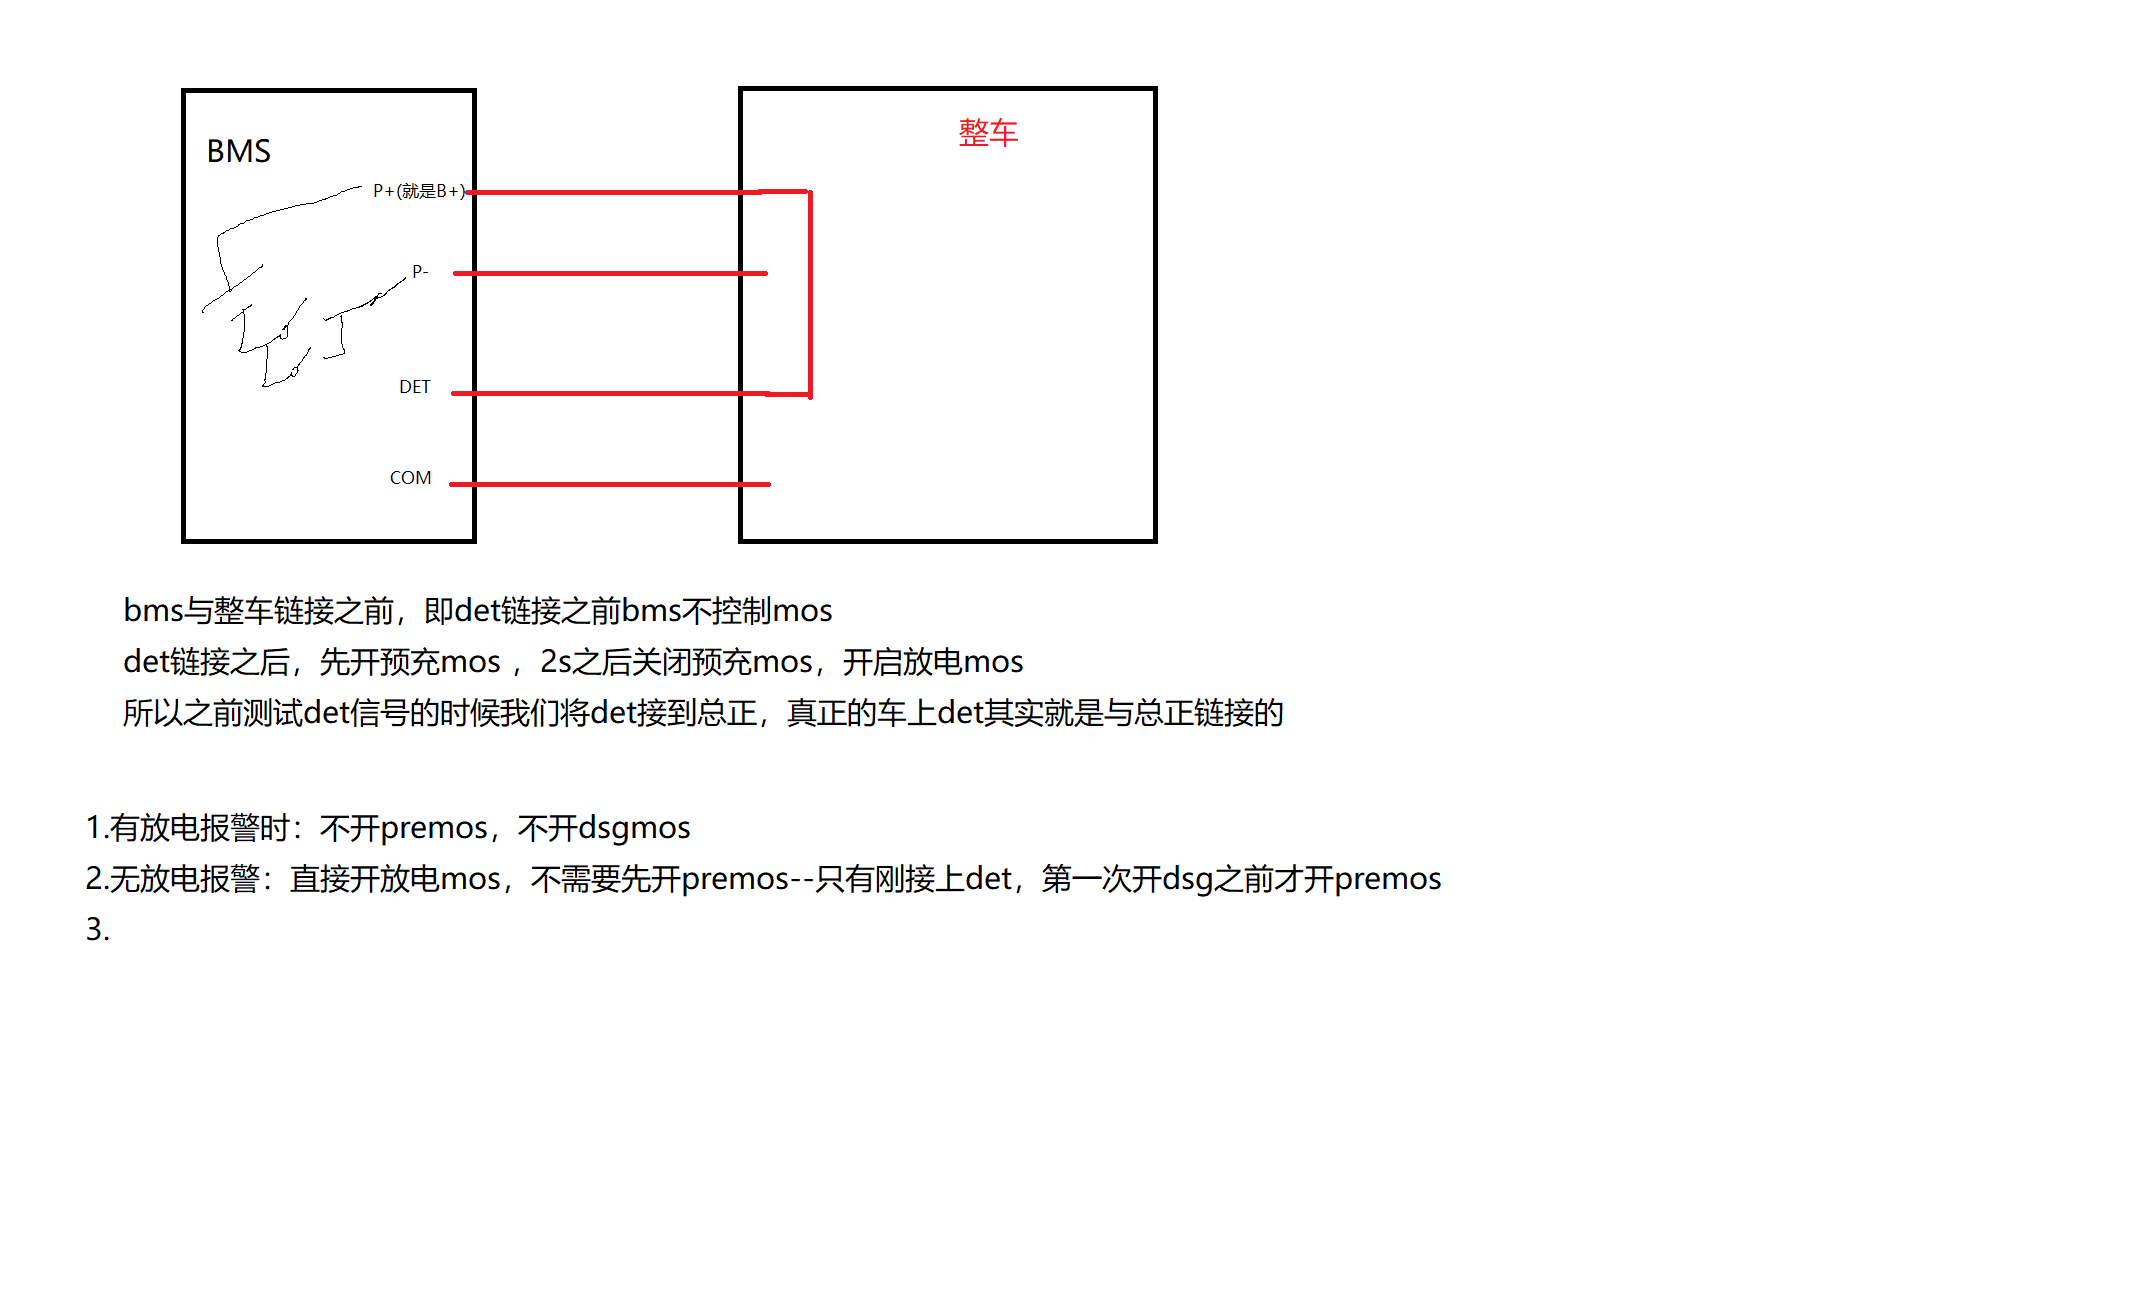 BMS
整车
P+(就是B+)
P-
DET
COM
bms与整车链接之前，即det链接之前bms不控制mos
det链接之后，先开预充mos ，2s之后关闭预充mos，开启放电mos
所以之前测试det信号的时候我们将det接到总正，真正的车上det其实就是与总正链接的
1.有放电报警时：不开premos，不开dsgmos
2.无放电报警：直接开放电mos，不需要先开premos--只有刚接上det，第一次开dsg之前才开premos
3.